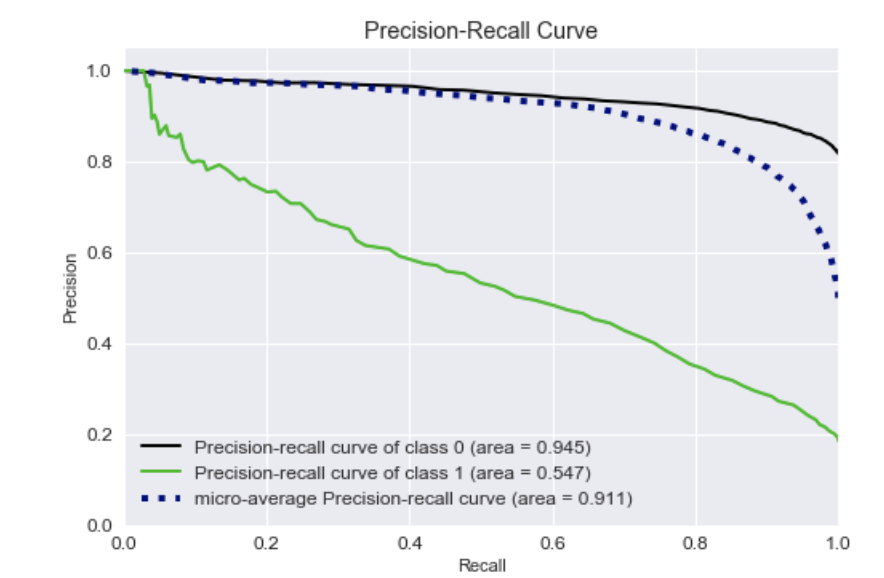 Precision-Recall Curve
1.0
0.8
0.6
0.4
0.2
0.0
Precision
Precision-recall curve of class 0 (area = 0.945)
Precision-recall curve of class 1 (area = 0.547)
micro-average Precision-recall curve (area = 0.911)
0.0 0.2 0.4 0.6 0.8 1.0
Recall